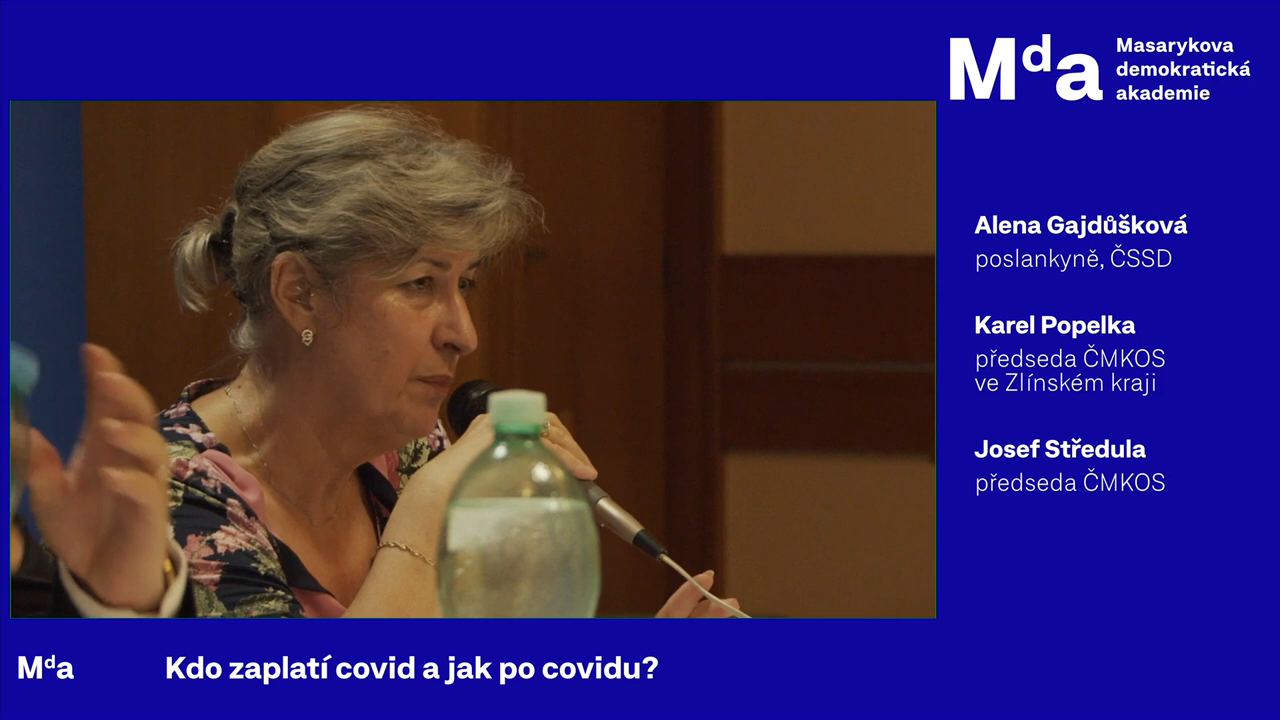 Mda
Masarykova
demokratická
akademie
Alena Gajdůšková
poslankyně, ČSSD
Karel Popelka
předseda ČMKOS
ve Zlínském kraji
Josef Středula
předseda ČMKOS
Mda
Kdo zaplatí covid a jak po covidu?